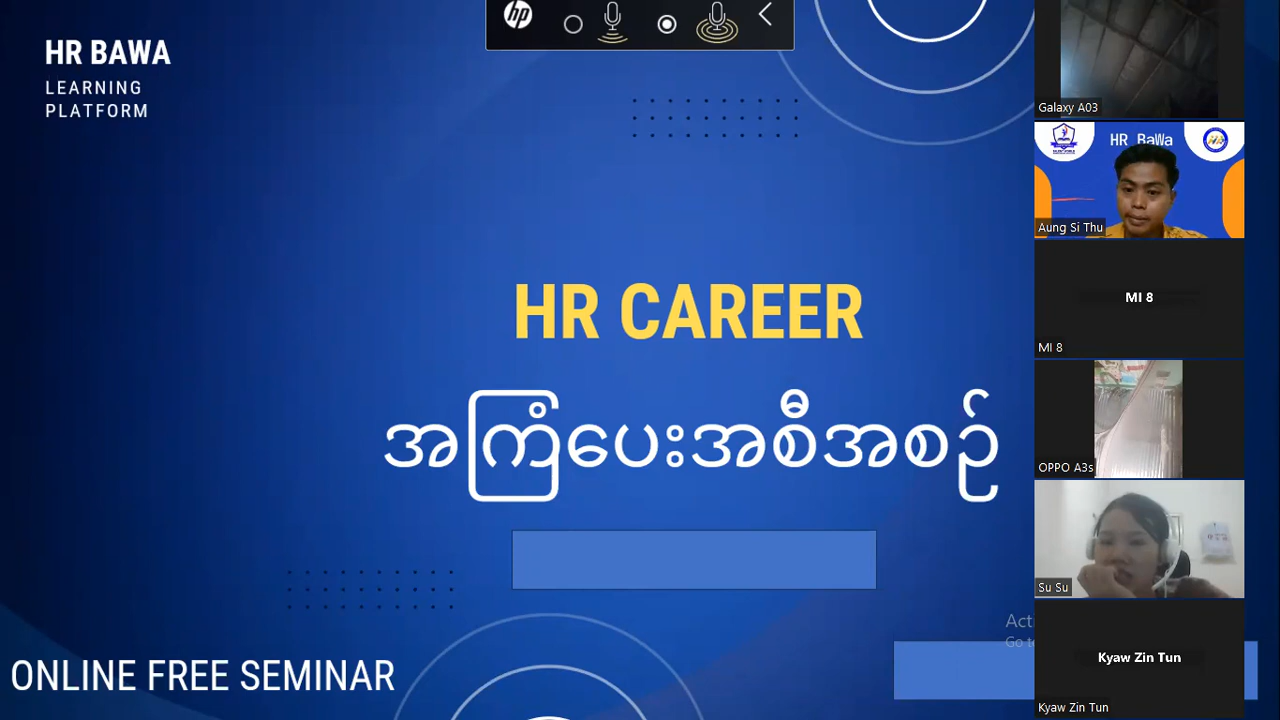 HR BAWA
LEARNING
PLATFORM
hp
HR CAREER
အကြံပေးအစီအစဉ်
ONLINE FREE SEMINAR
Galaxy A03
HR BaWa
Aung Si Thu
MI 8
MI 8
OPPO A3s
Su Su
Kyaw Zin Tun
Kyaw Zin Tun